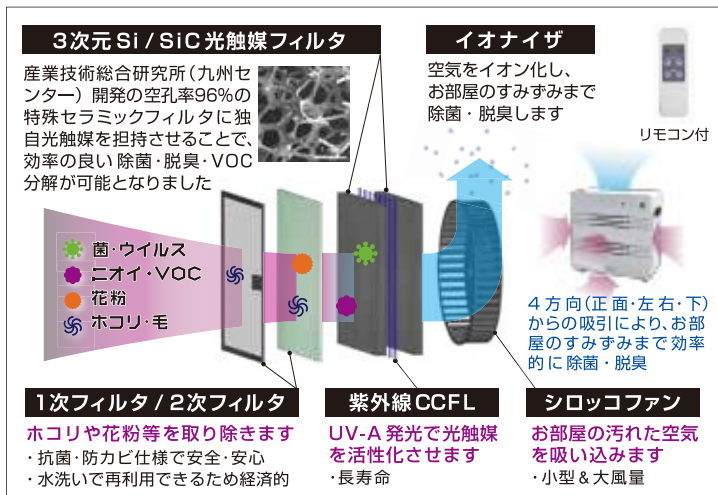 3次元Si/SiC光触媒フィルタ
産業技術総合研究所(九州セ
ンター)開発の空孔率96%の
特殊セラミックフィルタに独
自光触媒を担持させることで、
効率の良い除菌・脱臭・VOC
分解が可能となりました
イオナイザ
空気をイオン化し、
お部屋のすみずみまで
除菌・脱臭します
リモコン付
菌・ウイルス
ニオイ・VOC
花粉
ホコリ・毛
4方向(正面・左右・下)
からの吸引により、お部
屋のすみずみまで効率
的に除菌・脱臭
1次フィルタ/2次フィルタ
ホコリや花粉等を取り除きます
・抗菌・防カビ仕様で安全・安心
・水洗いで再利用できるため経済的
紫外線CCFL
UV-A発光で光触媒
を活性化させます
・長寿命
シロッコファン
お部屋の汚れた空気
を吸い込みます
・小型&大風量